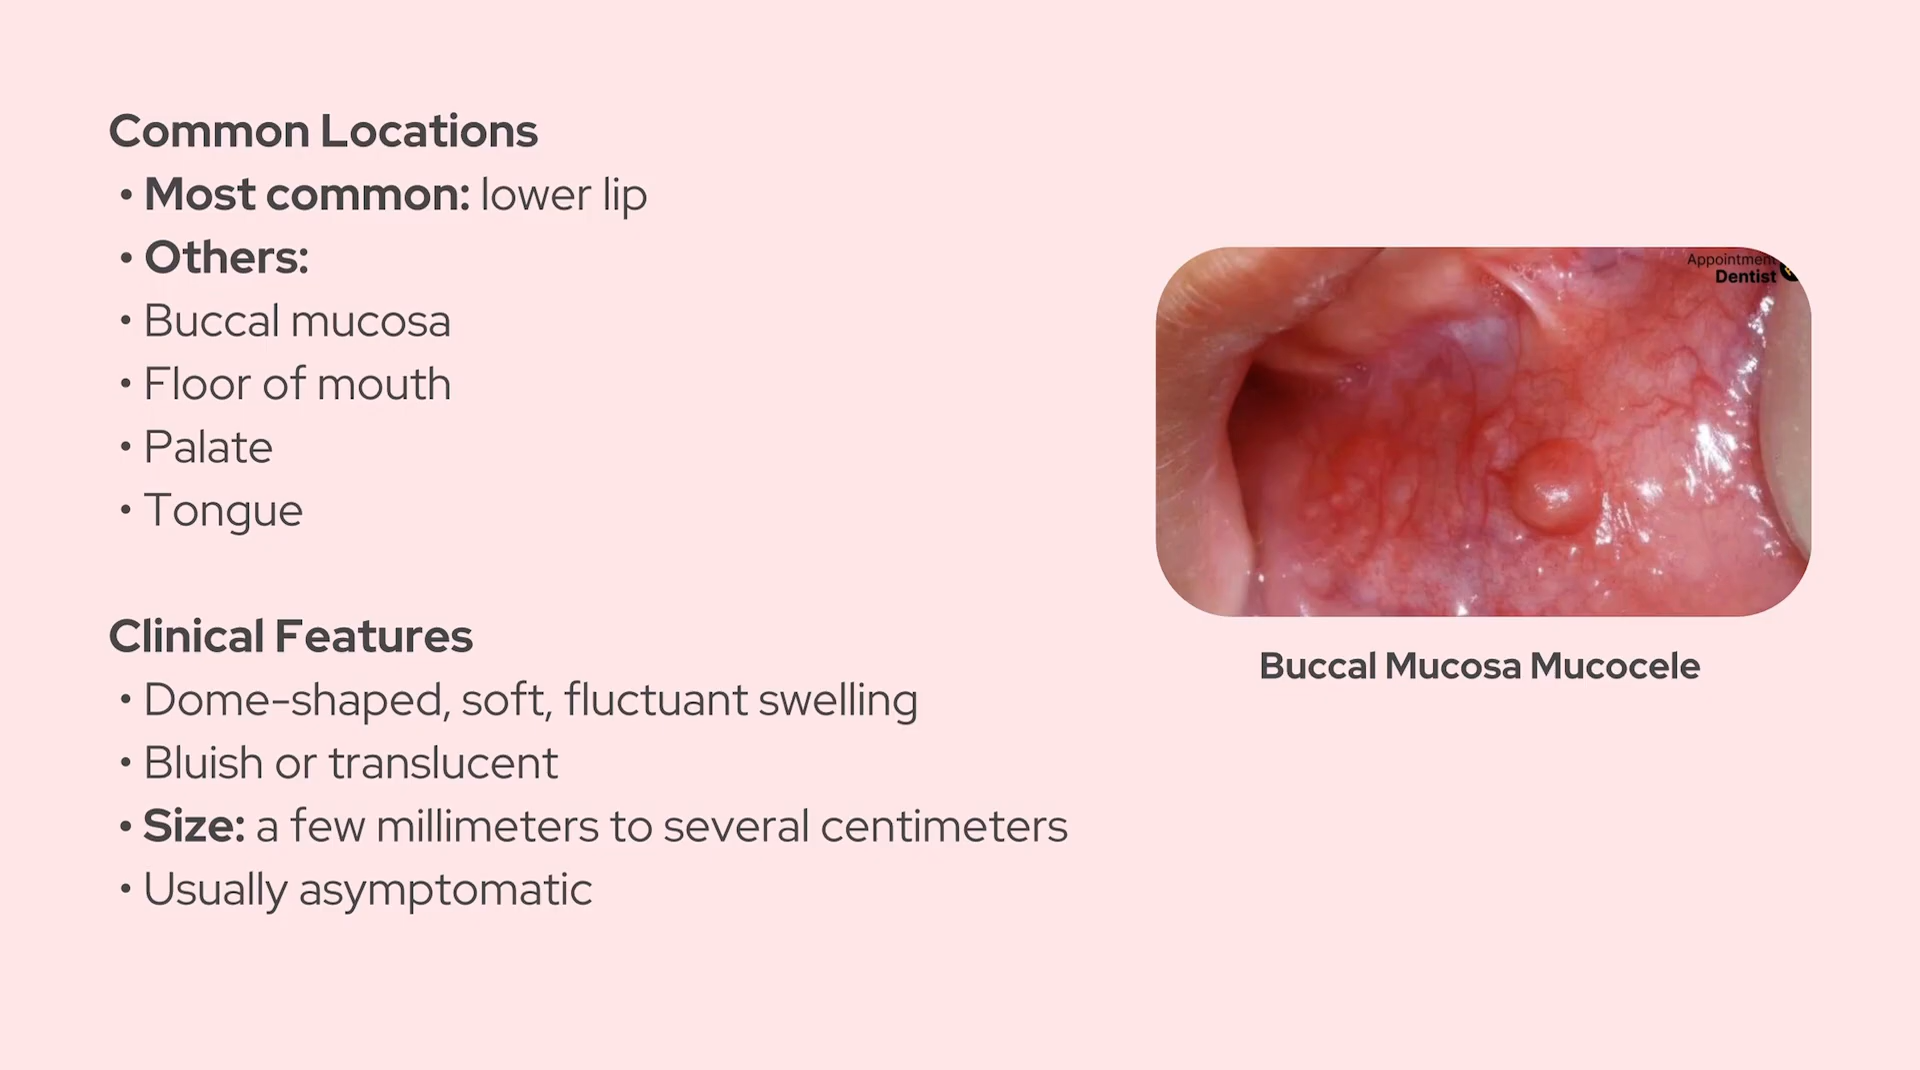 Common Locations
• Most common: lower lip
• Others:
• Buccal mucosa
• Floor of mouth
• Palate
• Tongue
Clinical Features
• Dome-shaped, soft, fluctuant swelling
• Bluish or translucent
• Size: a few millimeters to several centimeters
• Usually asymptomatic
Appointment
Dentist
Buccal Mucosa Mucocele